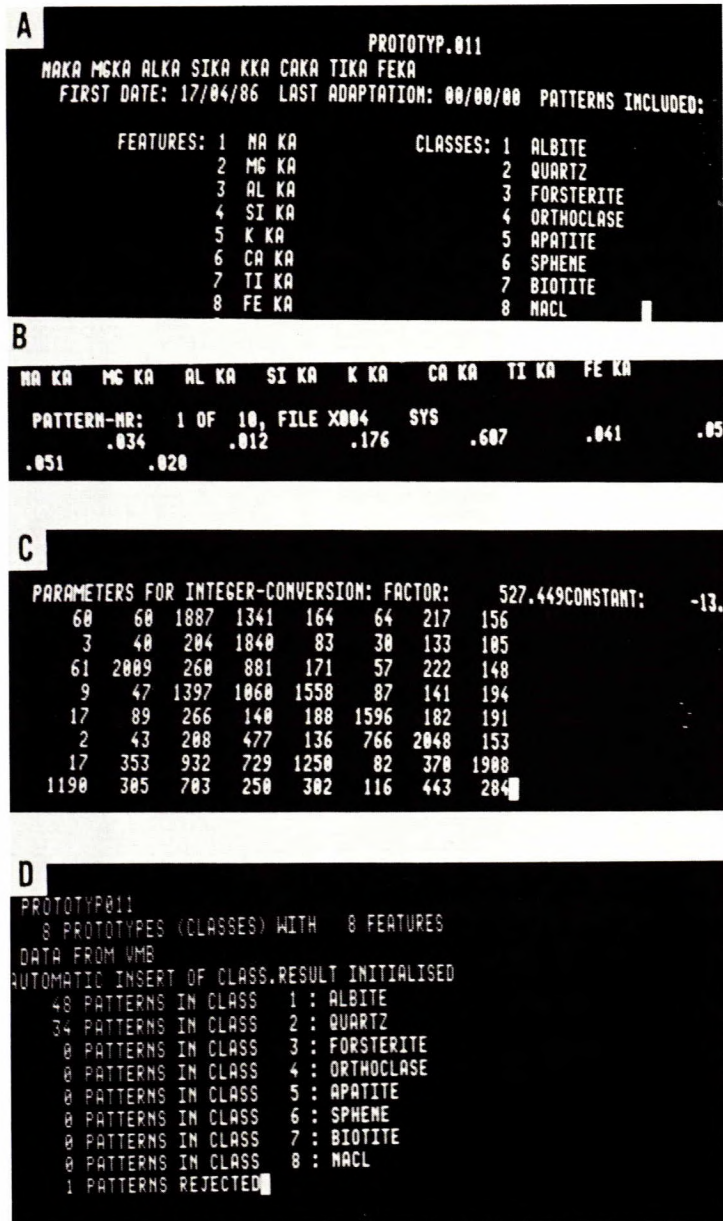 A
PROTOTYP.011
NAKA MGKA ALKA SIKA KKA CAKA TIKA FEKA
FIRST DATE: 17/04/86 LAST ADAPTATION: 00/00/00 PATTERNS INCLUDED:
FEATURES: 1 NA KA CLASSES: 1 ALBITE
2 MG KA 2 QUARTZ
3 AL KA 3 FORSTERITE
4 SI KA 4 ORTHOCLASE
5 K KA 5 APATITE
6 CA KA 6 SPHENE
7 TI KA 7 BIOTITE
8 FE KA 8 NACL
B
NA KA MG KA AL KA SI KA K KA CA KA TI KA FE KA
PATTERN-NR: 1 OF 10, FILE X004 SYS
.034 .012 .176 .607 .041 .05
.051 .020
C
PARAMETERS FOR INTEGER-CONVERSION: FACTOR: 527.449CONSTANT: -13.
60 60 1887 1341 164 64 217 156
3 40 204 1840 83 30 133 105
61 2009 260 881 171 57 222 148
9 47 1397 1060 1558 87 141 194
17 89 266 140 188 1596 182 191
2 43 208 477 136 766 2048 153
17 353 932 729 1250 82 370 1908
1190 305 703 250 302 116 443 284
D
PROTOTYP011
8 PROTOTYPES (CLASSES) WITH 8 FEATURES
DATA FROM VMB
AUTOMATIC INSERT OF CLASS.RESULT INITIALISED
48 PATTERNS IN CLASS 1 : ALBITE
34 PATTERNS IN CLASS 2 : QUARTZ
0 PATTERNS IN CLASS 3 : FORSTERITE
0 PATTERNS IN CLASS 4 : ORTHOCLASE
0 PATTERNS IN CLASS 5 : APATITE
0 PATTERNS IN CLASS 6 : SPHENE
0 PATTERNS IN CLASS 7 : BIOTITE
0 PATTERNS IN CLASS 8 : NACL
1 PATTERNS REJECTED